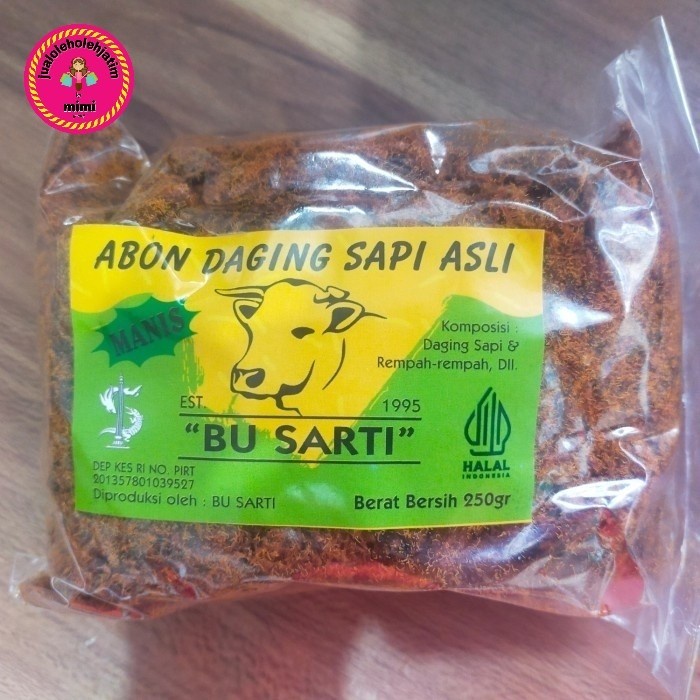 jualoleholehjatim
mimi
ABON DAGING SAPI ASLI
MANIS
Komposisi :
Daging Sapi &
Rempah-rempah, Dll.
EST. 1995
"BU SARTI"
HALAL
INDONESIA
DEP KES RI NO. PIRT
201357801039527
Diproduksi oleh : BU SARTI
Berat Bersih 250gr